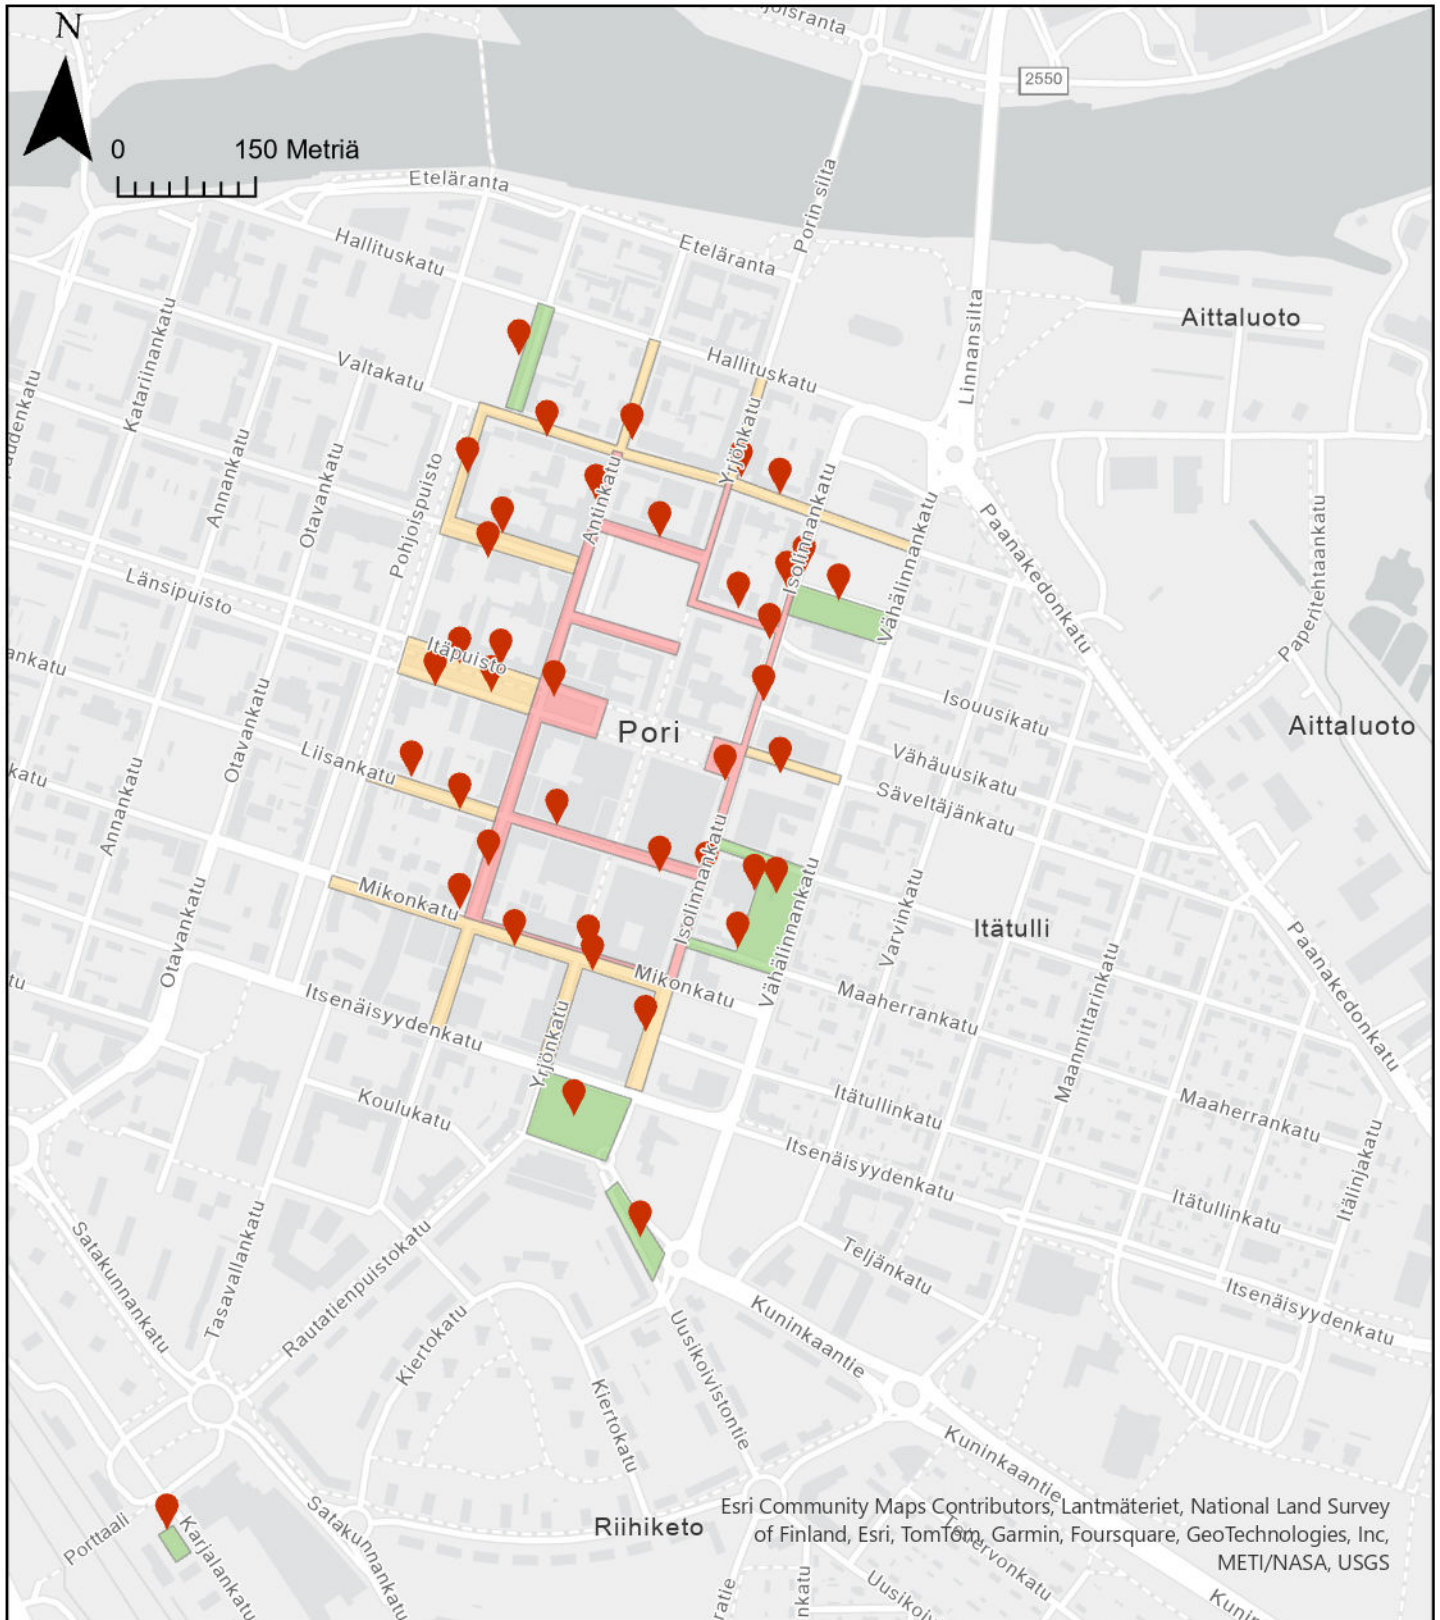 N
0 150 Metriä
2550
Eteläranta
Porin silta
Hallituskatu
Eteläranta
Linnansilta
Aittaluoto
Katariinankatu
Valtakatu
Hallituskatu
Yrjönkatu
Annankatu
Otavankatu
Pohjoispuisto
Antinkatu
Isolinnankatu
Vähälinnankatu
Paanakedonkatu
Paperitehtaankatu
Länsipuisto
Itäpuisto
Isouusikatu
Aittaluoto
Pori
Otavankatu
Liisankatu
Vähäuusikatu
Säveltäjänkatu
Annankatu
Mikonkatu
Isolinnankatu
Vähälinnankatu
Varvinkatu
Itätulli
Otavankatu
Mikonkatu
Maaherrankatu
Maanmittarinkatu
Paanakedonkatu
Itsenäisyydenkatu
Yrjönkatu
Koulukatu
Itätullinkatu
Maaherrankatu
Itsenäisyydenkatu
Itälinjakatu
Itätullinkatu
Satakunnankatu
Tasavallankatu
Rautatienpuistokatu
Teljänkatu
Itsenäisyydenkatu
Kiertokatu
Uusikoivistontie
Kuninkaantie
Kiertokatu
Kuninkaantie
Porttaali
Karjalankatu
Satakunnankatu
Riihiketo
Esri Community Maps Contributors, Lantmäteriet, National Land Survey
of Finland, Esri, TomTom, Garmin, Foursquare, GeoTechnologies, Inc,
METI/NASA, USGS